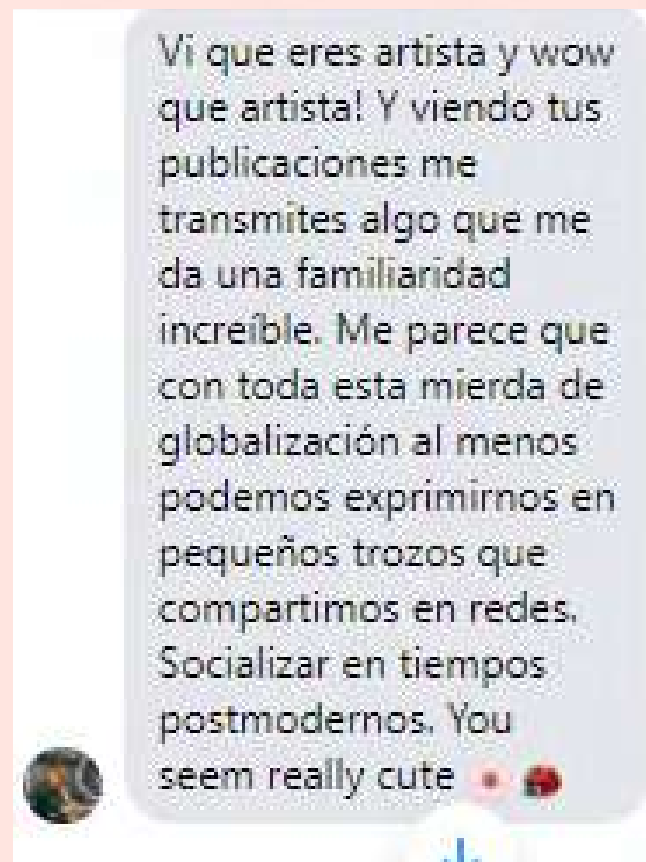 Vi que eres artista y wow
que artista! Y viendo tus
publicaciones me
transmites algo que me
da una familiaridad
increíble. Me parece que
con toda esta mierda de
globalización al menos
podemos exprimirnos en
pequeños trozos que
compartimos en redes.
Socializar en tiempos
postmodernos. You
seem really cute 🌸 🐞